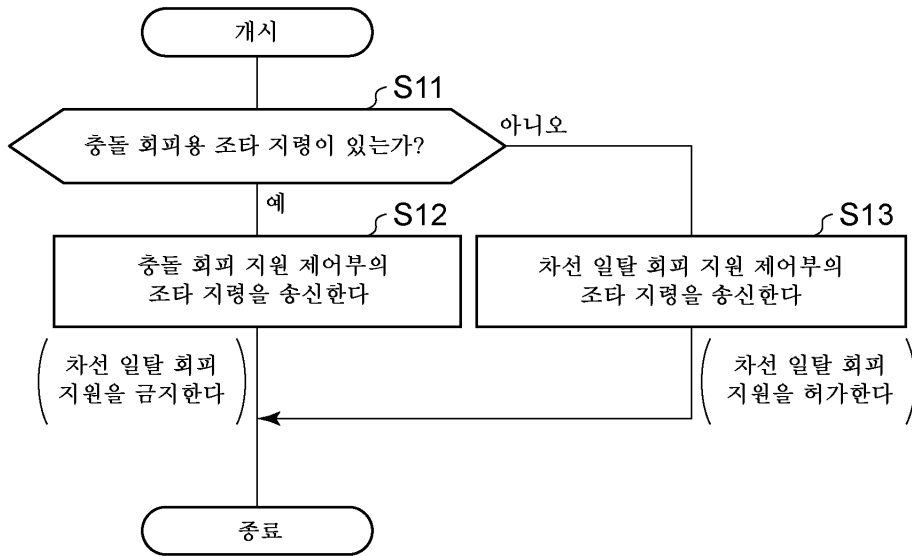 개시
S11
충돌 회피용 조타 지령이 있는가?
아니오
예
S12
충돌 회피 지원 제어부의
조타 지령을 송신한다
S13
차선 일탈 회피 지원 제어부의
조타 지령을 송신한다
차선 일탈 회피
지원을 금지한다
차선 일탈 회피
지원을 허가한다
종료